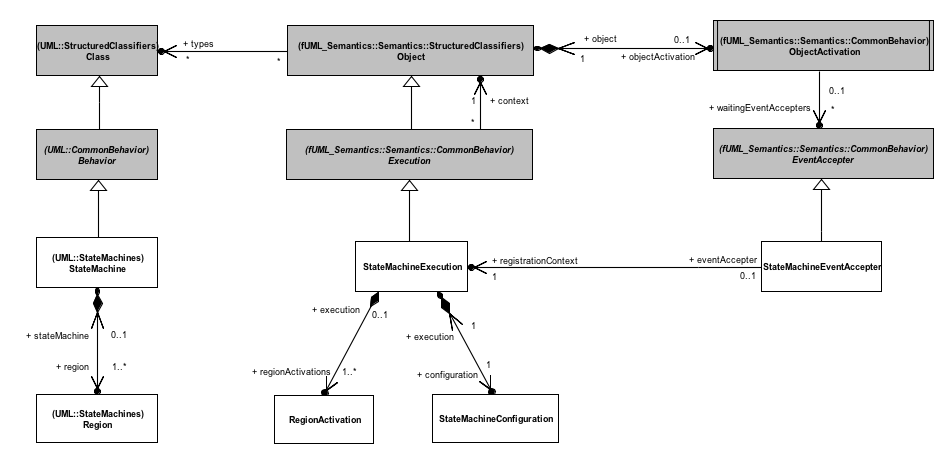 (UML::StructuredClassifiers)
Class
+ types
*
*
(fUML_Semantics::Semantics::StructuredClassifiers)
Object
+ object
0..1
1
+ objectActivation
(fUML_Semantics::Semantics::CommonBehavior)
ObjectActivation
1
+ context
*
0..1
+ waitingEventAccepters
*
(UML::CommonBehavior)
Behavior
(fUML_Semantics::Semantics::CommonBehavior)
Execution
(fUML_Semantics::Semantics::CommonBehavior)
EventAccepter
(UML::StateMachines)
StateMachine
StateMachineExecution
+ registrationContext
1
+ eventAccepter
0..1
StateMachineEventAccepter
+ stateMachine
0..1
+ region
1..*
+ execution
0..1
+ regionActivations
1..*
1
+ execution
1
+ configuration
(UML::StateMachines)
Region
RegionActivation
StateMachineConfiguration